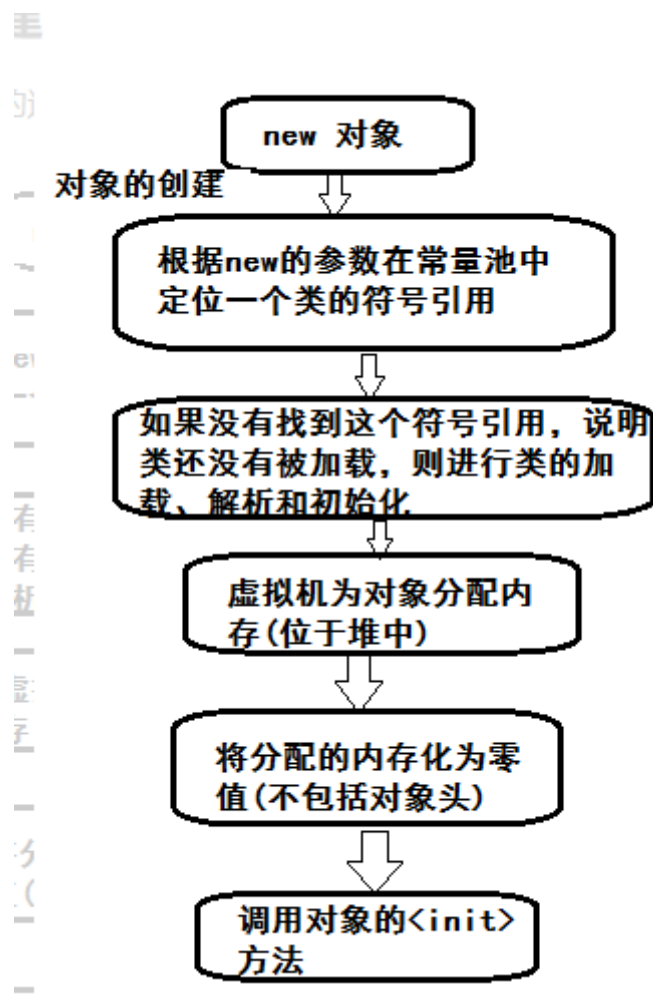 new 对象
对象的创建
根据new的参数在常量池中
定位一个类的符号引用
如果没有找到这个符号引用，说明
类还没有被加载，则进行类的加
载、解析和初始化
虚拟机为对象分配内
存(位于堆中)
将分配的内存化为零
值(不包括对象头)
调用对象的<init>
方法